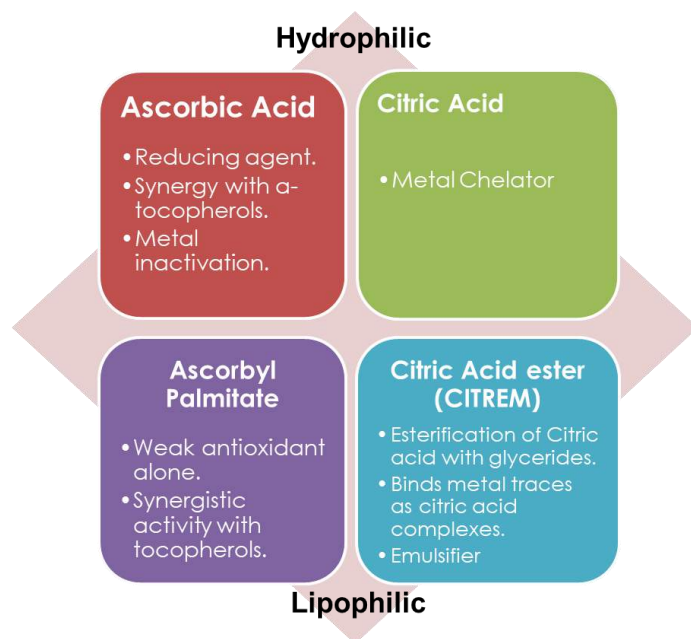 Hydrophilic
Ascorbic Acid
•Reducing agent.
•Synergy with a-
tocopherols.
•Metal
inactivation.
Citric Acid
•Metal Chelator
Ascorbyl
Palmitate
•Weak antioxidant
alone.
•Synergistic
activity with
tocopherols.
Citric Acid ester
(CITREM)
•Esterification of Citric
acid with glycerides.
•Binds metal traces
as citric acid
complexes.
•Emulsifier
Lipophilic